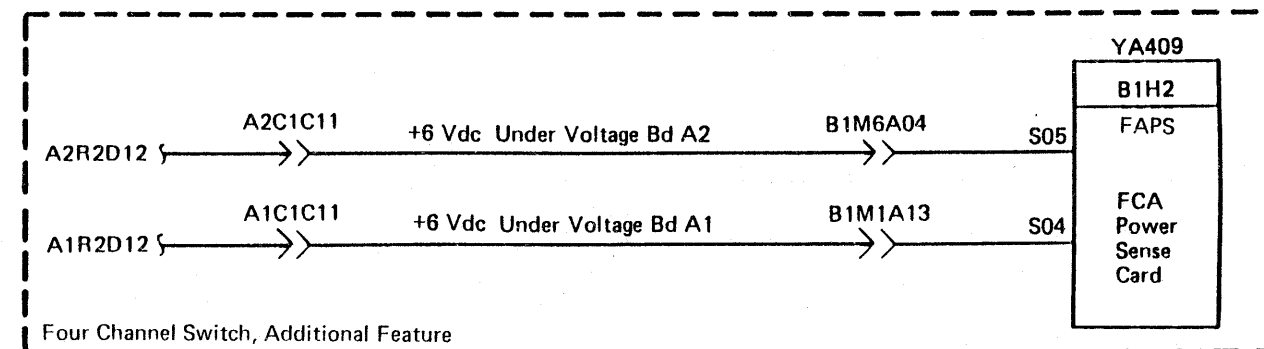 YA409
B1H2
FAPS
A2C1C11
+6 Vdc Under Voltage Bd A2
B1M6A04
S05
A2R2D12
A1C1C11
+6 Vdc Under Voltage Bd A1
B1M1A13
S04
A1R2D12
FCA
Power
Sense
Card
Four Channel Switch, Additional Feature